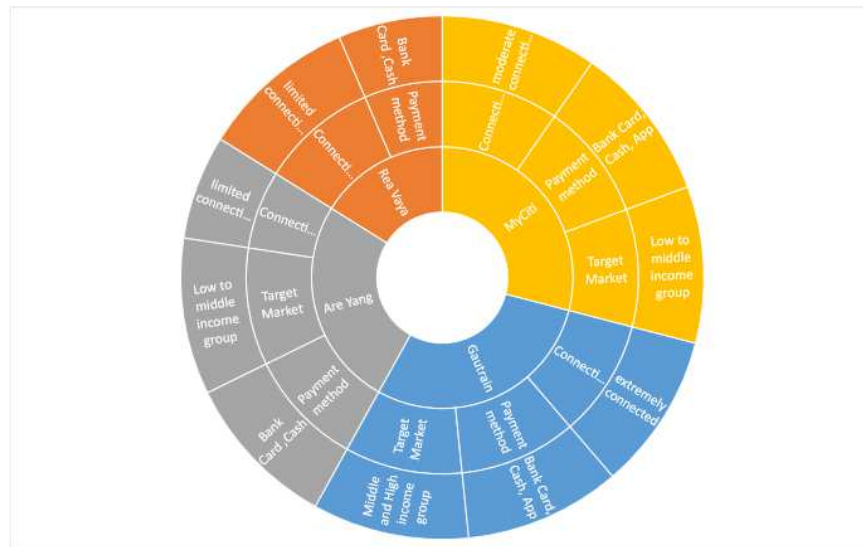 MyCiti
Connecti...
moderate
connecti...
Payment
method
Bank Card,
Cash, App
Target
Market
Low to
middle
income
group
Gautrain
Connecti...
extremely
connected
Payment
method
Bank Card,
Cash, App
Target
Market
Middle
and High
income
group
Are Yang
Payment
method
Bank
Card ,Cash
Target
Market
Low to
middle
income
group
Connecti...
limited
connecti...
Rea Vaya
Connecti...
limited
connecti...
Payment
method
Bank
Card ,Cash